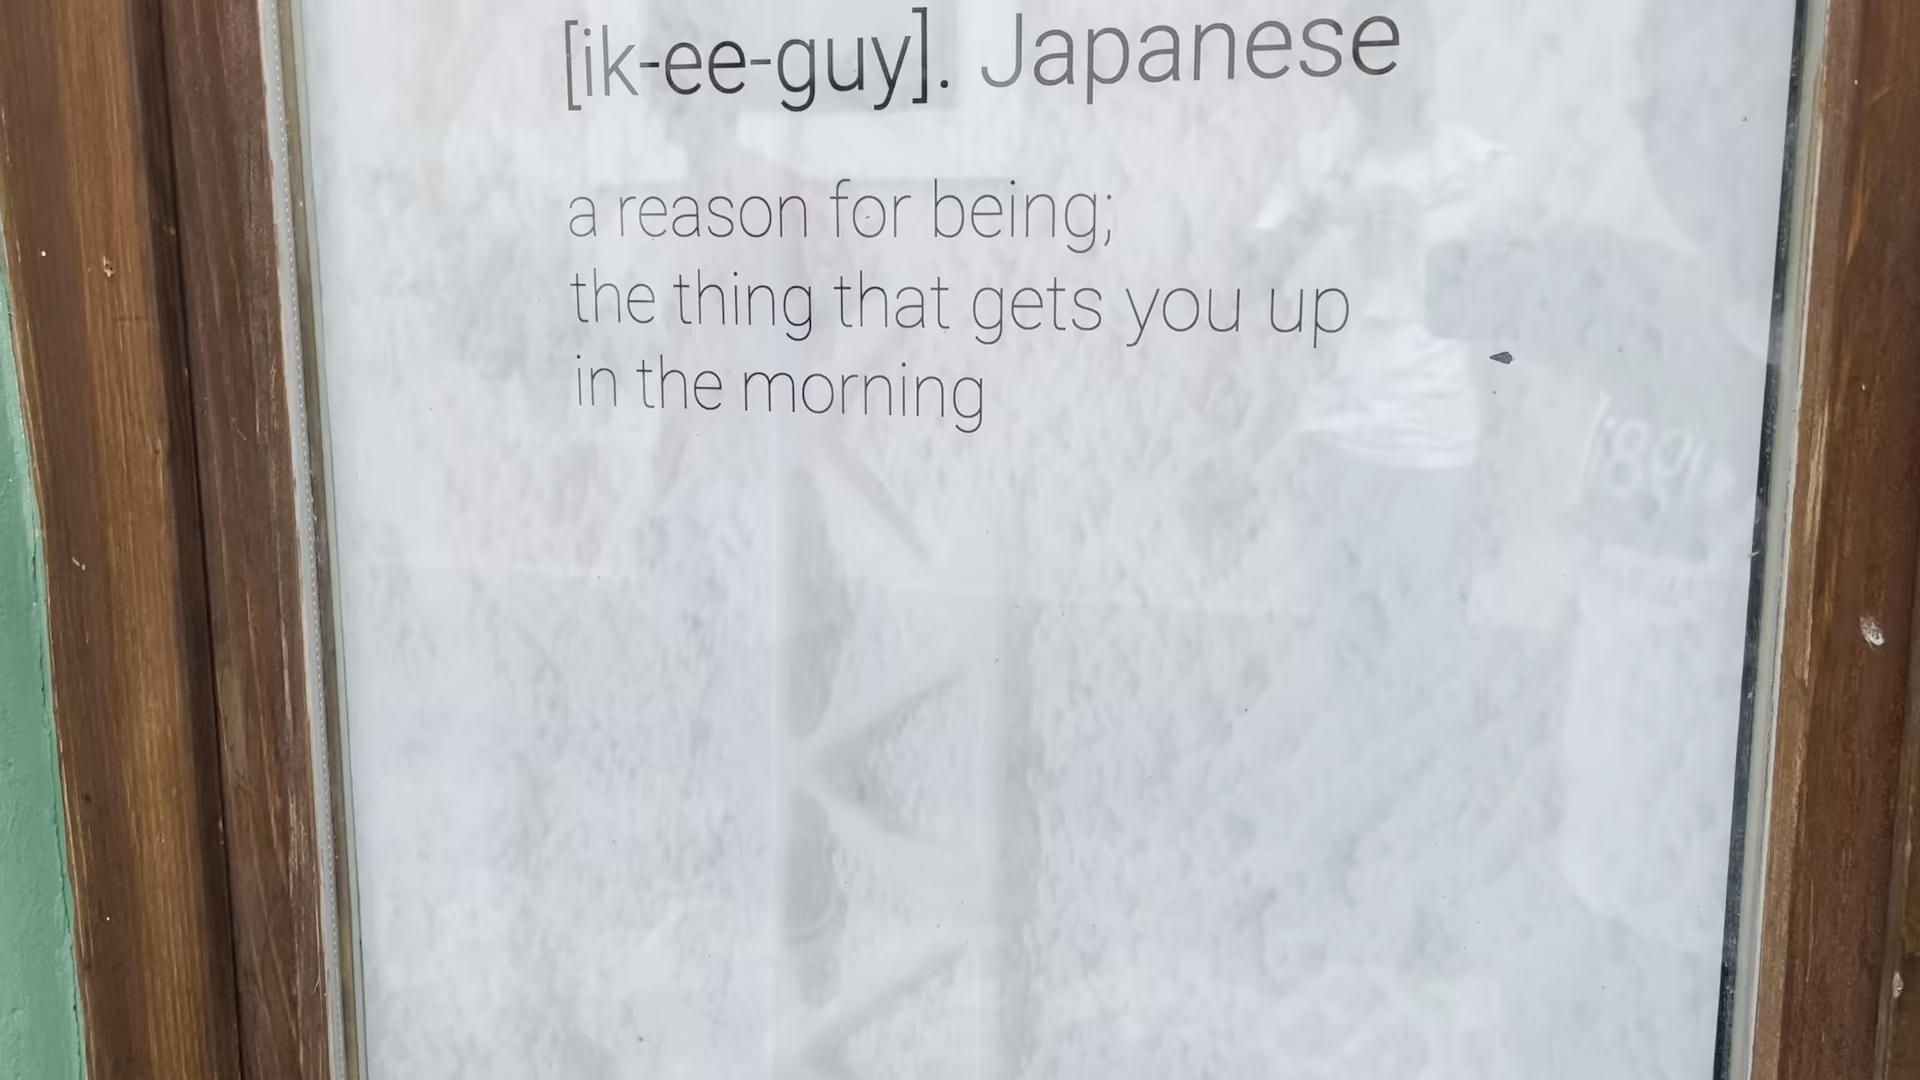 [ik-ee-guy]. Japanese
a reason for being;
the thing that gets you up
in the morning